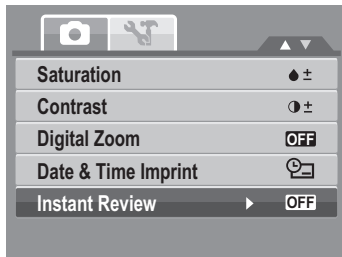 Saturation
Contrast
Digital Zoom OFF
Date & Time Imprint
Instant Review OFF